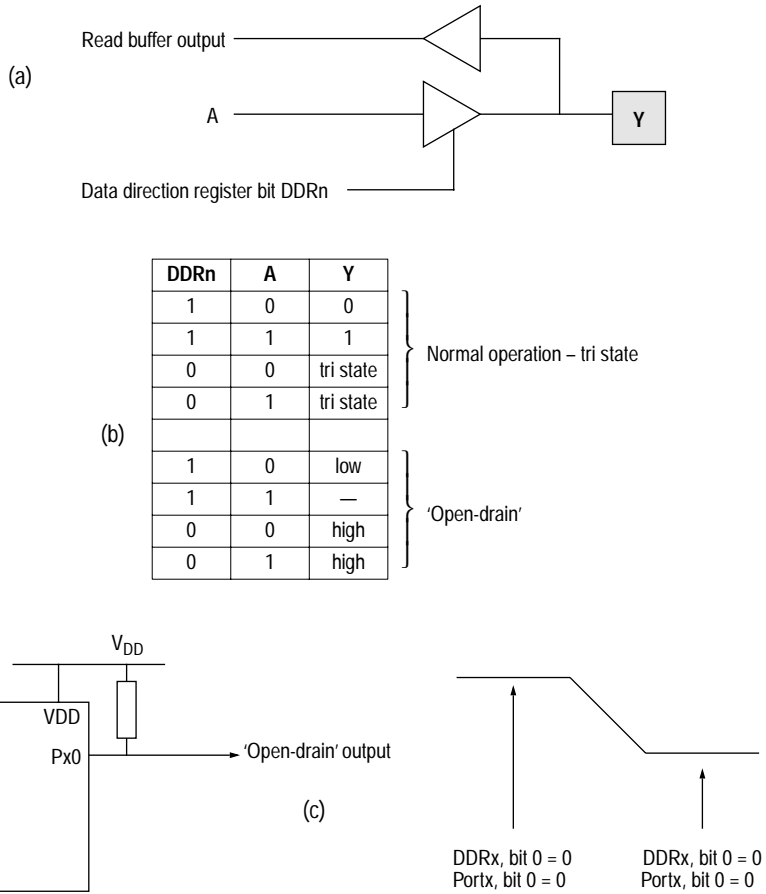 Read buffer output
(a)
A
Y
Data direction register bit DDRn
DDRn A Y
1 0 0
1 1 1
0 0 tri state
0 1 tri state
Normal operation – tri state
(b)
1 0 low
1 1 —
0 0 high
0 1 high
'Open-drain'
VDD
VDD
Px0
'Open-drain' output
(c)
DDRx, bit 0 = 0
Portx, bit 0 = 0
DDRx, bit 0 = 0
Portx, bit 0 = 0